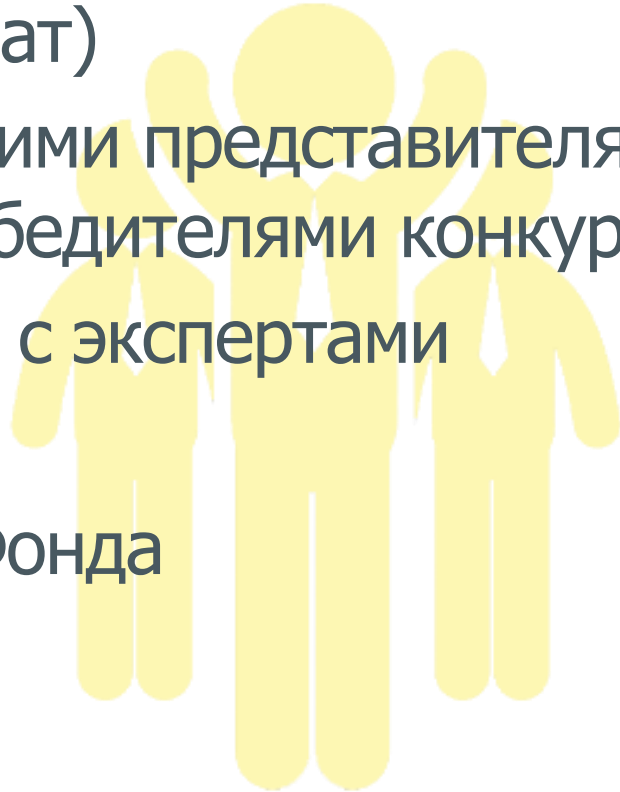 ат)
ими представителя
бедителями конкур
с экспертами
онда